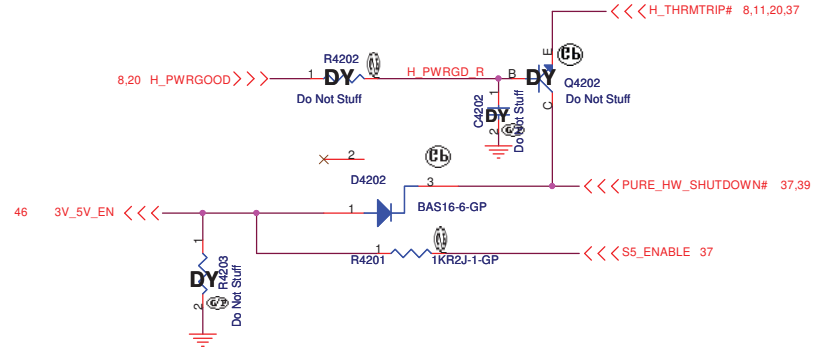 H_THRMTRIP# 8,11,20,37
R4202
8,20 H_PWRGOOD
1
DY
H_PWRGD_R
B
E
C
DY
Q4202
Do Not Stuff
Do Not Stuff
1
C4202
DY
2
Do Not Stuff
2
D4202
3
PURE_HW_SHUTDOWN# 37,39
46 3V_5V_EN
1
BAS16-6-GP
1
S5_ENABLE 37
R4201
1KR2J-1-GP
1
DY
R4203
2
Do Not Stuff